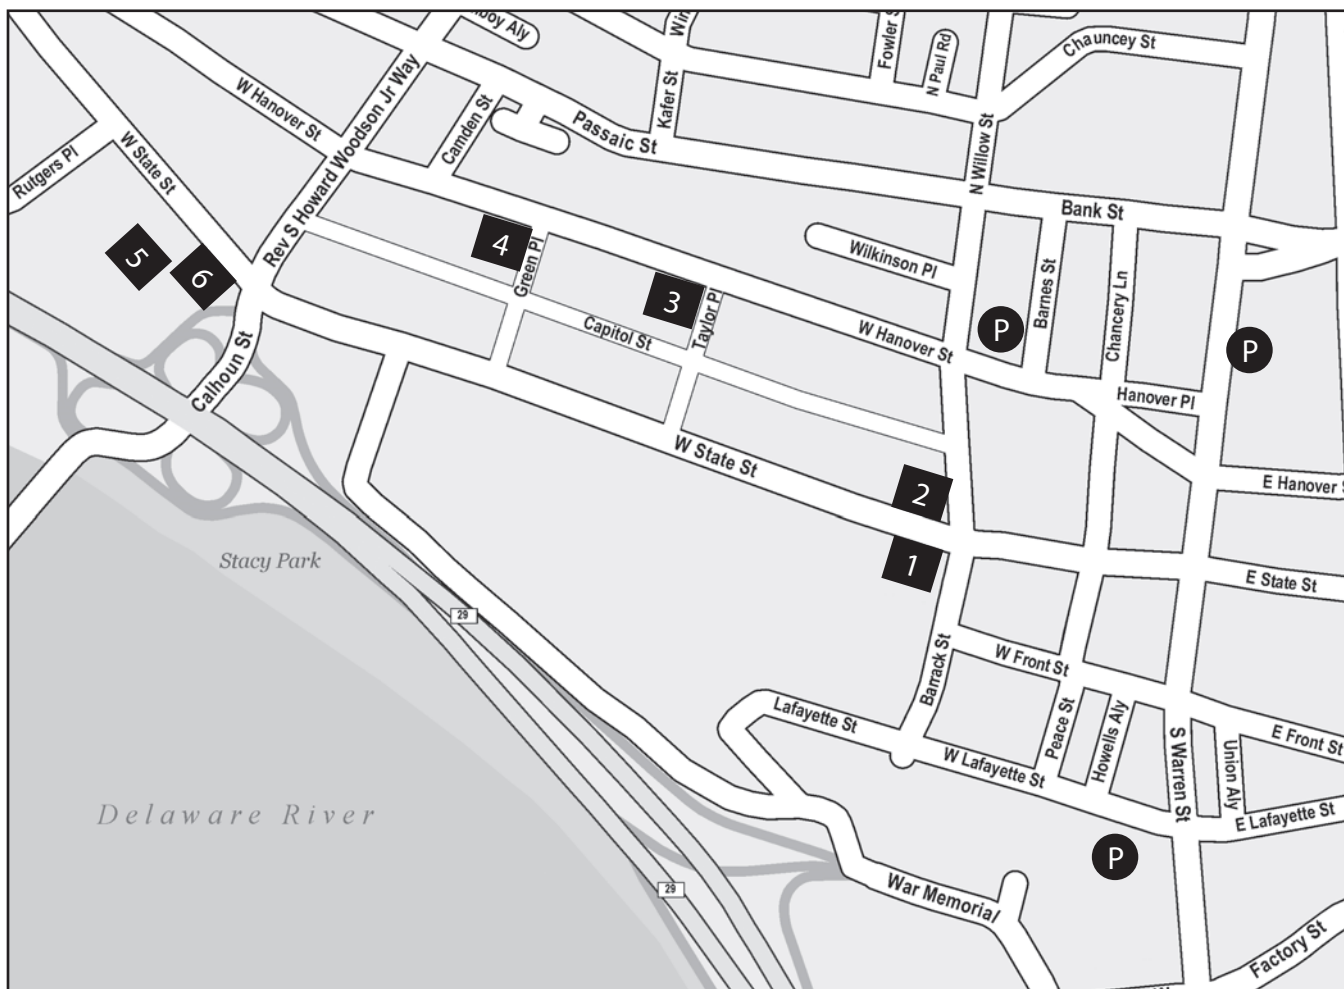 Chauncey St
Fowler
N Paul Rd
Kafer St
W Hanover St
Rev S Howard Woodson Jr Way
Camden St
Passaic St
N Willow St
W State St
Rutgers Pl
Bank St
Wilkinson Pl
Barnes St
Chancery Ln
5
6
4
Green Pl
3
Taylor Pl
Capitol St
W Hanover St
P
P
Calhoun St
Hanover Pl
W State St
2
E Hanover
1
E State St
Stacy Park
29
Barrack St
W Front St
Lafayette St
Peace St
Howells Aly
S Warren St
Union Aly
E Front St
W Lafayette St
E Lafayette St
Delaware River
P
29
War Memorial
Factory St